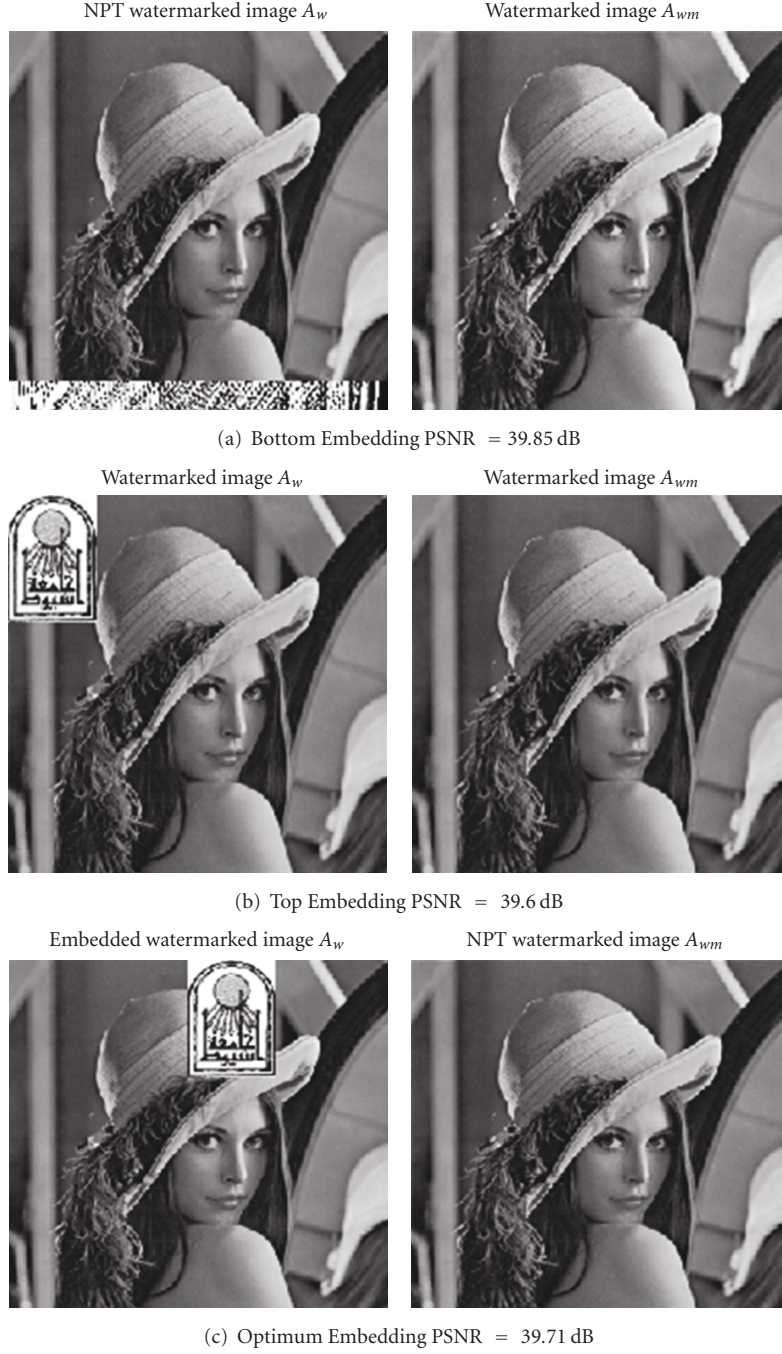 NPT watermarked image A_w
Watermarked image A_wm
(a) Bottom Embedding PSNR = 39.85 dB
Watermarked image A_w
Watermarked image A_wm
(b) Top Embedding PSNR = 39.6 dB
Embedded watermarked image A_w
NPT watermarked image A_wm
(c) Optimum Embedding PSNR = 39.71 dB